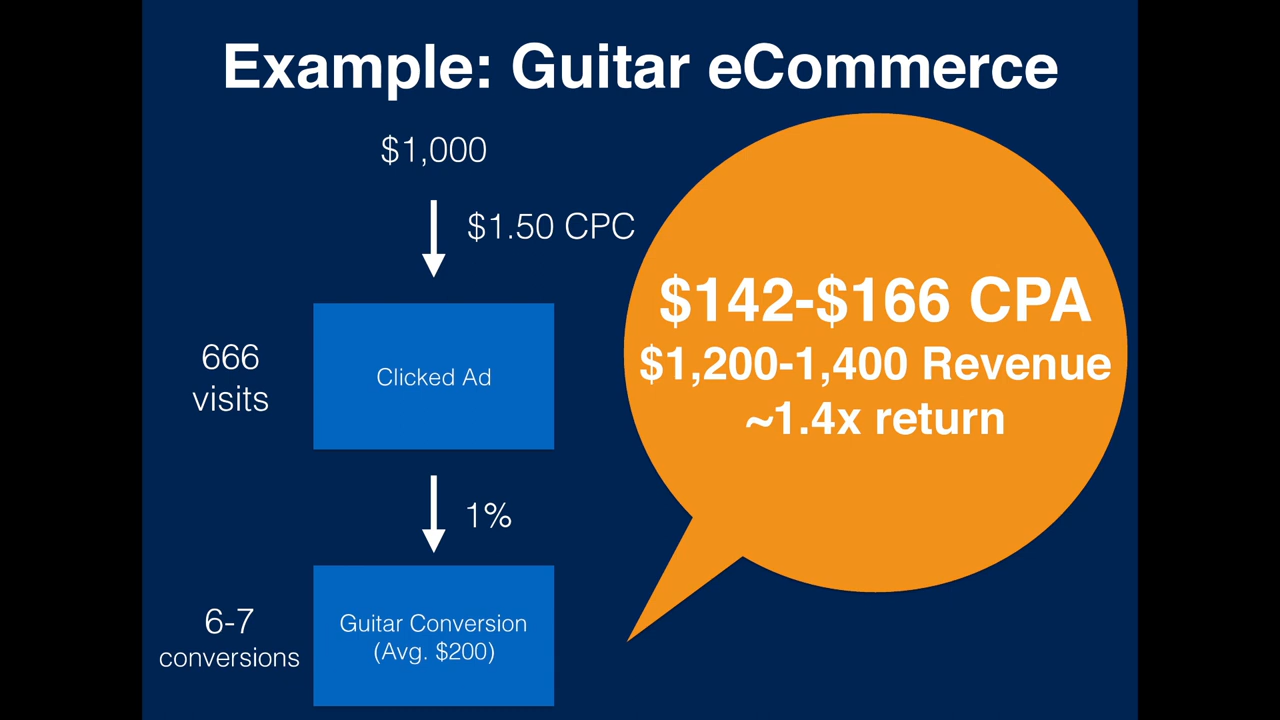 Example: Guitar eCommerce
$1,000
$1.50 CPC
666
visits
Clicked Ad
1%
6-7
conversions
Guitar Conversion
(Avg. $200)
$142-$166 CPA
$1,200-1,400 Revenue
~1.4x return